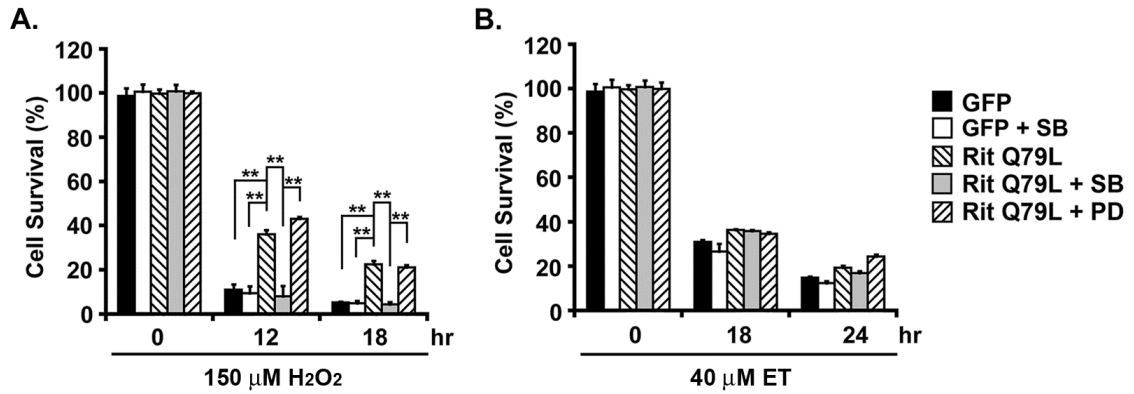 A.
Cell Survival (%)
120
100
80
60
40
20
0
** ** ** **
** ** ** **
0 12 18 hr
150 μM H₂O₂
B.
Cell Survival (%)
120
100
80
60
40
20
0
0 18 24 hr
40 μM ET
GFP
GFP + SB
Rit Q79L
Rit Q79L + SB
Rit Q79L + PD